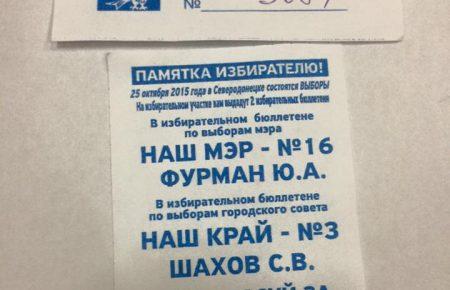 №
ПАМЯТКА ИЗБИРАТЕЛЮ!
25 октября 2015 года в Северодонецке состоятся ВЫБОРЫ
На избирательном участке вам выдадут 2 избирательных бюллетеня
В избирательном бюллетене
по выборам мэра
НАШ МЭР - №16
ФУРМАН Ю.А.
В избирательном бюллетене
по выборам городского совета
НАШ КРАЙ - №3
ШАХОВ С.В.